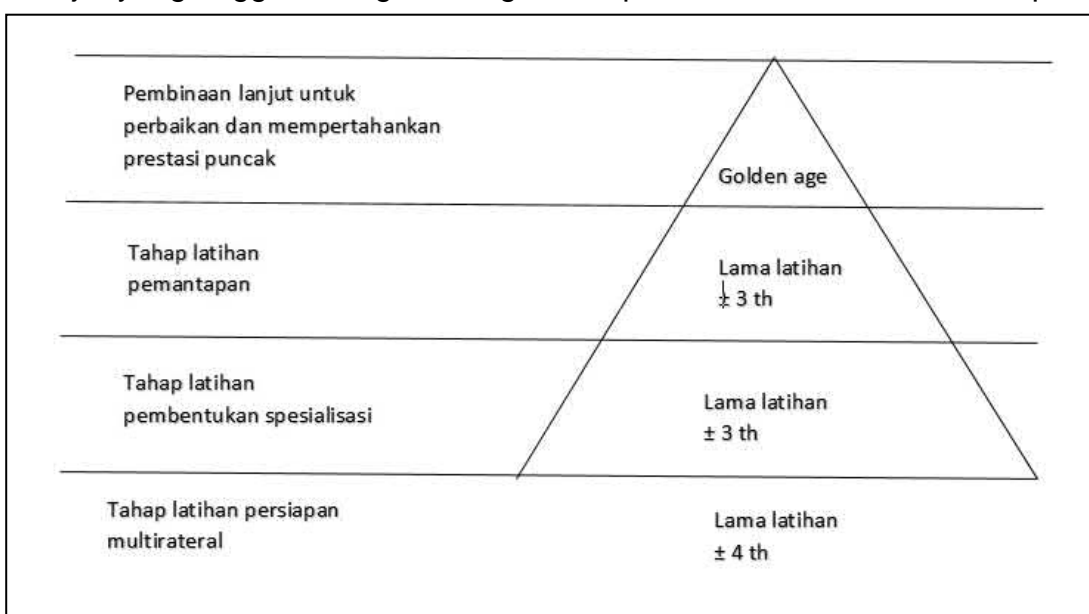 Pembinaan lanjut untuk
perbaikan dan mempertahankan
prestasi puncak
Golden age
Tahap latihan
pemantapan
Lama latihan
± 3 th
Tahap latihan
pembentukan spesialisasi
Lama latihan
± 3 th
Tahap latihan persiapan
multirateral
Lama latihan
± 4 th